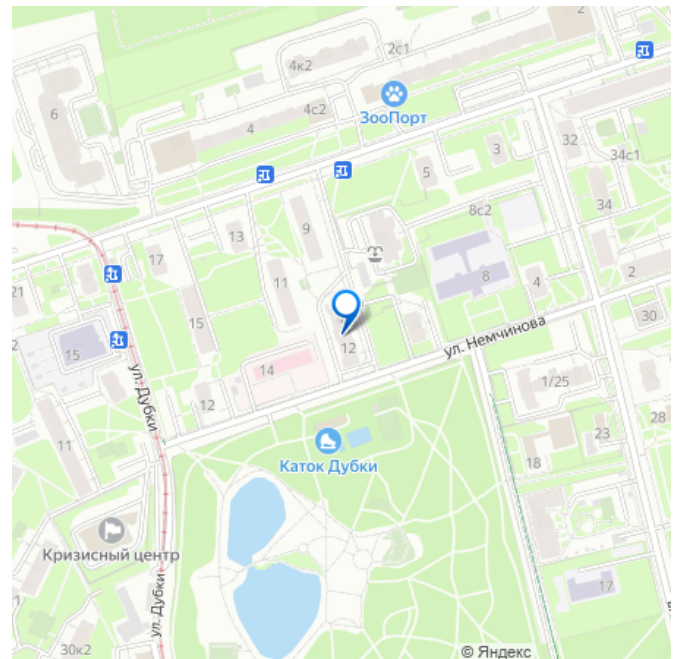 2
2с1
4к2
6
ЗооПорт
4с2
4
32
3
34с1
5
34
8с2
9
13
17
8
2
21
11
4
30
15
ул. Немчинова
12
15
14
1/25
ул. Дубки
12
28
11
23
18
Каток Дубки
Кризисный центр
17
ул. Дубки
30к2
© Яндекс